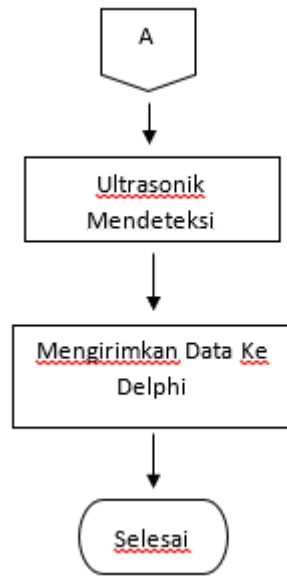 A
Ultrasonik
Mendeteksi
Mengirimkan Data Ke
Delphi
Selesai